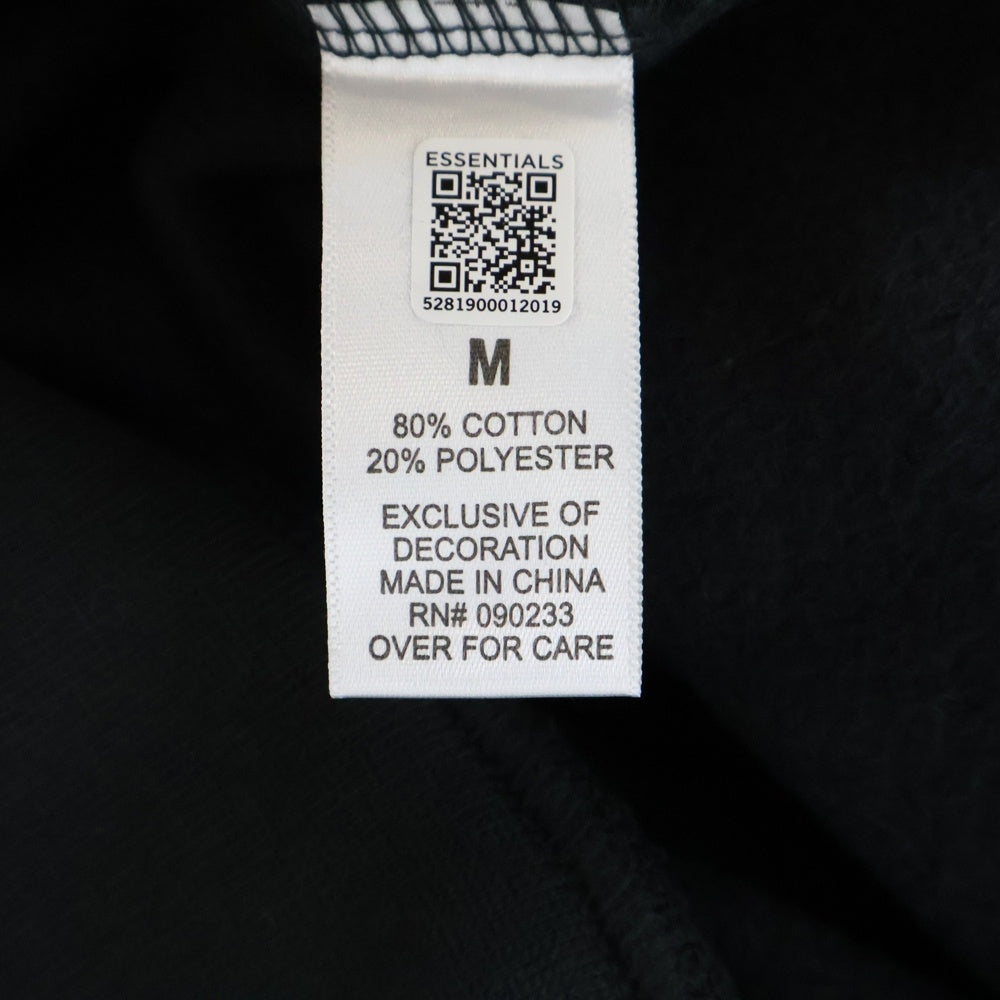 ESSENTIALS
5281900012019
M
80% COTTON
20% POLYESTER
EXCLUSIVE OF
DECORATION
MADE IN CHINA
RN# 090233
OVER FOR CARE